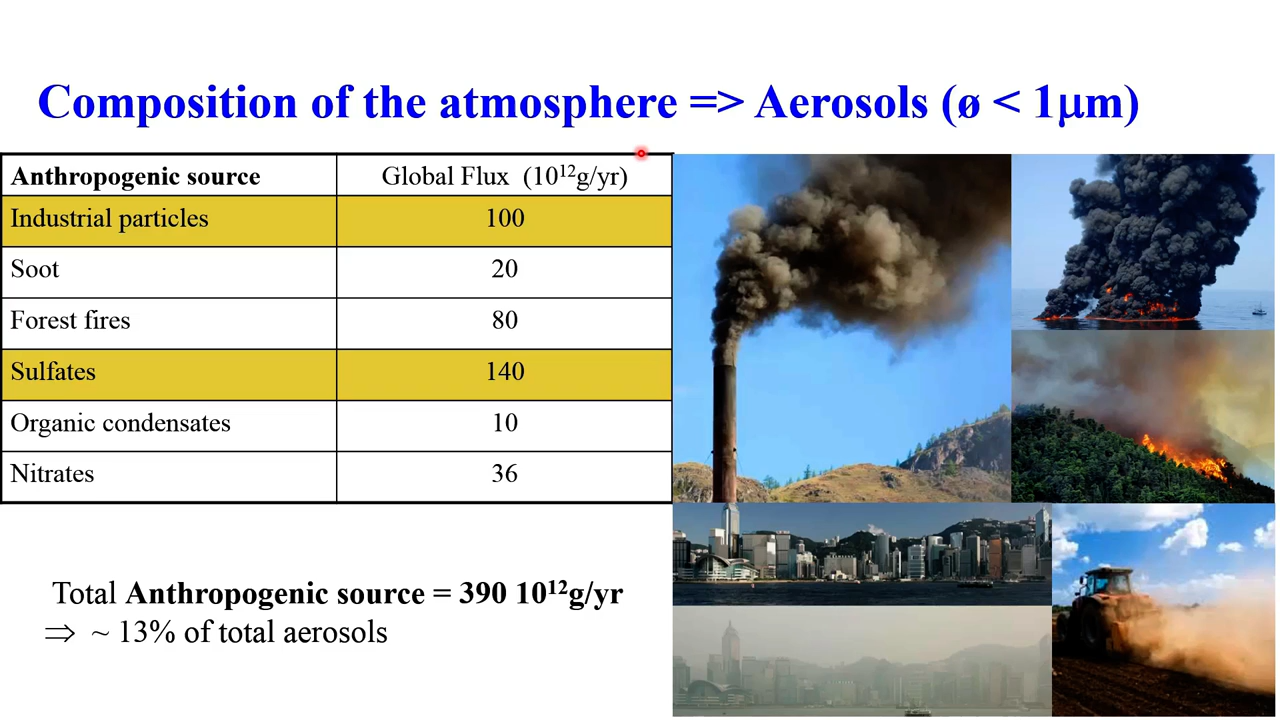 Composition of the atmosphere => Aerosols (ø < 1μm)
Anthropogenic source Global Flux (10¹²g/yr)
Industrial particles 100
Soot 20
Forest fires 80
Sulfates 140
Organic condensates 10
Nitrates 36
Total Anthropogenic source = 390 10¹²g/yr
⇒ ~ 13% of total aerosols